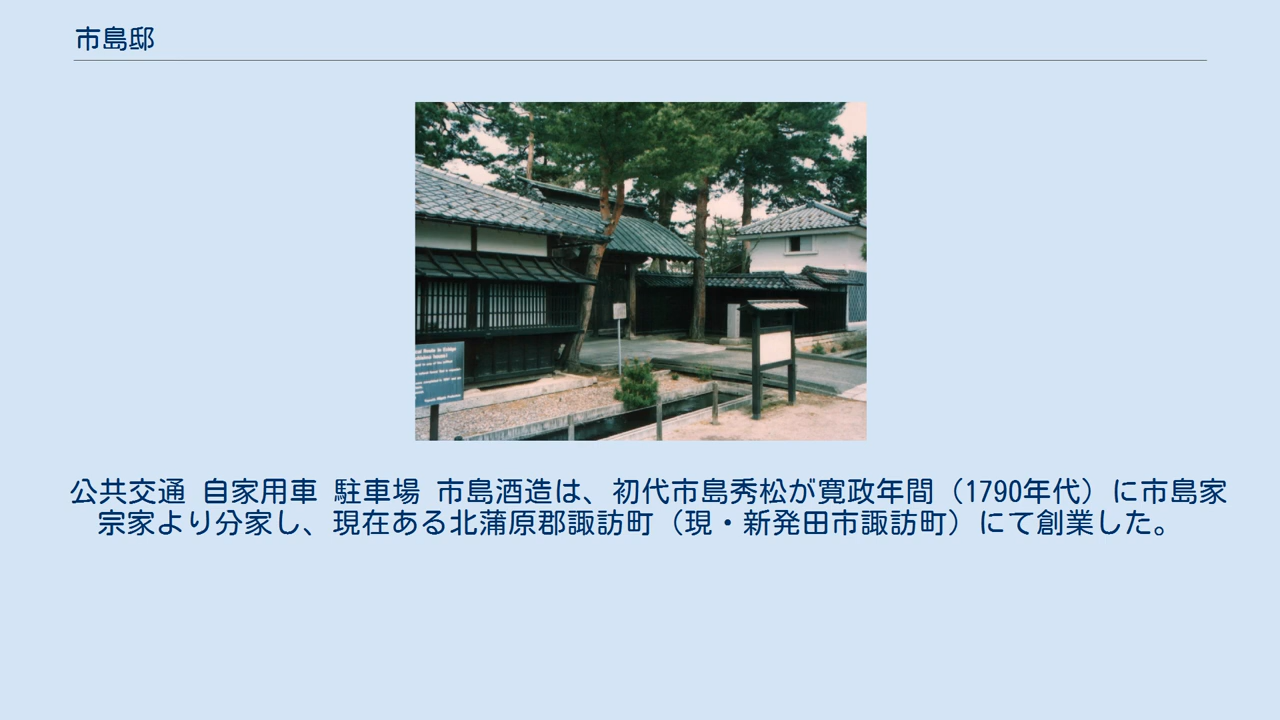 市島邸
公共交通 自家用車 駐車場 市島酒造は、初代市島秀松が寛政年間（1790年代）に市島家
宗家より分家し、現在ある北蒲原郡諏訪町（現・新発田市諏訪町）にて創業した。